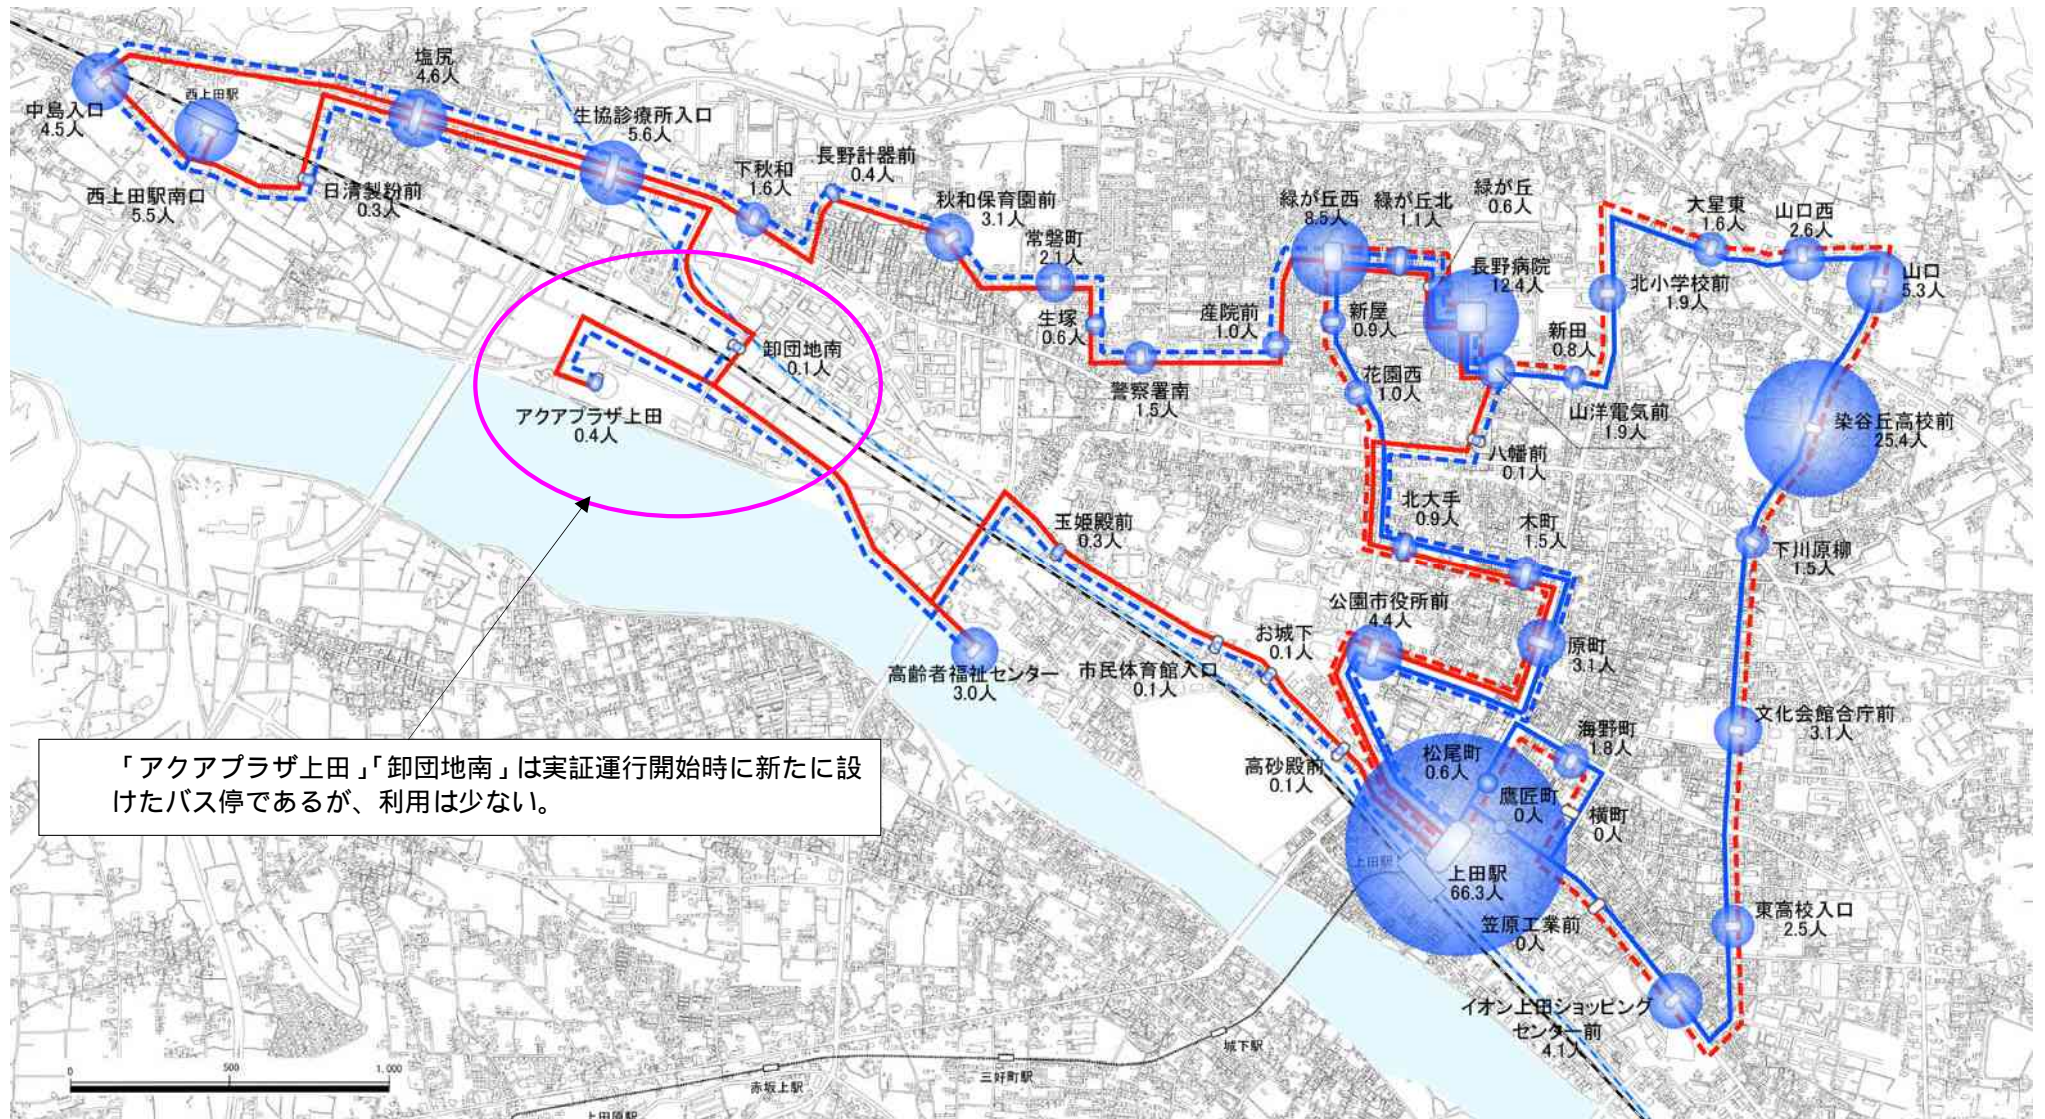 塩尻
4.6人
西上田駅
中島入口
4.5人
生協診療所入口
5.6人
西上田駅南口
5.5人
日清製粉前
0.3人
下秋和
1.6人
長野計器前
0.4人
秋和保育園前
3.1人
常磐町
2.1人
生塚
0.6人
警察署南
1.5人
産院前
1.0人
緑が丘西
8.5人
緑が丘北
1.1人
緑が丘
0.6人
長野病院
12.4人
新屋
0.9人
花園西
1.0人
新田
0.8人
山洋電気前
1.9人
北小学校前
1.9人
大星東
1.6人
山口西
2.6人
山口
5.3人
染谷丘高校前
25.4人
八幡前
0.1人
北大手
0.9人
木町
1.5人
下川原柳
1.5人
卸団地南
0.1人
アクアプラザ上田
0.4人
玉姫殿前
0.3人
公園市役所前
4.4人
原町
3.1人
お城下
0.1人
市民体育館入口
0.1人
高齢者福祉センター
3.0人
高砂殿前
0.1人
松尾町
0.6人
海野町
1.8人
鷹匠町
0人
横町
0人
文化会館合庁前
3.1人
上田駅
上田駅
66.3人
笠原工業前
0人
東高校入口
2.5人
イオン上田ショッピング
センター前
4.1人
「アクアプラザ上田」「卸団地南」は実証運行開始時に新たに設
けたバス停であるが、利用は少ない。
0 500 1,000
城下駅
三好町駅
赤坂上駅
上田原駅